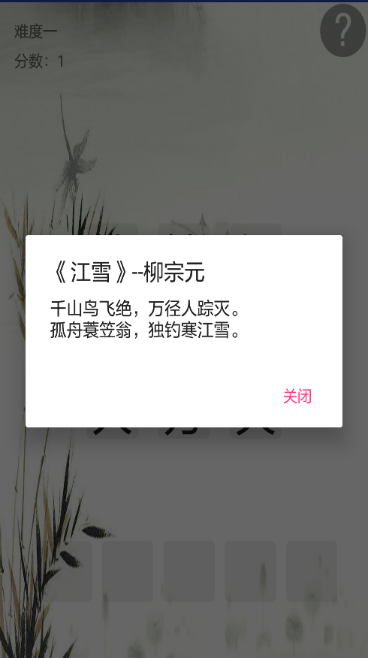 难度一
分数：1
?
《江雪》--柳宗元
千山鸟飞绝，万径人踪灭。
孤舟蓑笠翁，独钓寒江雪。
关闭